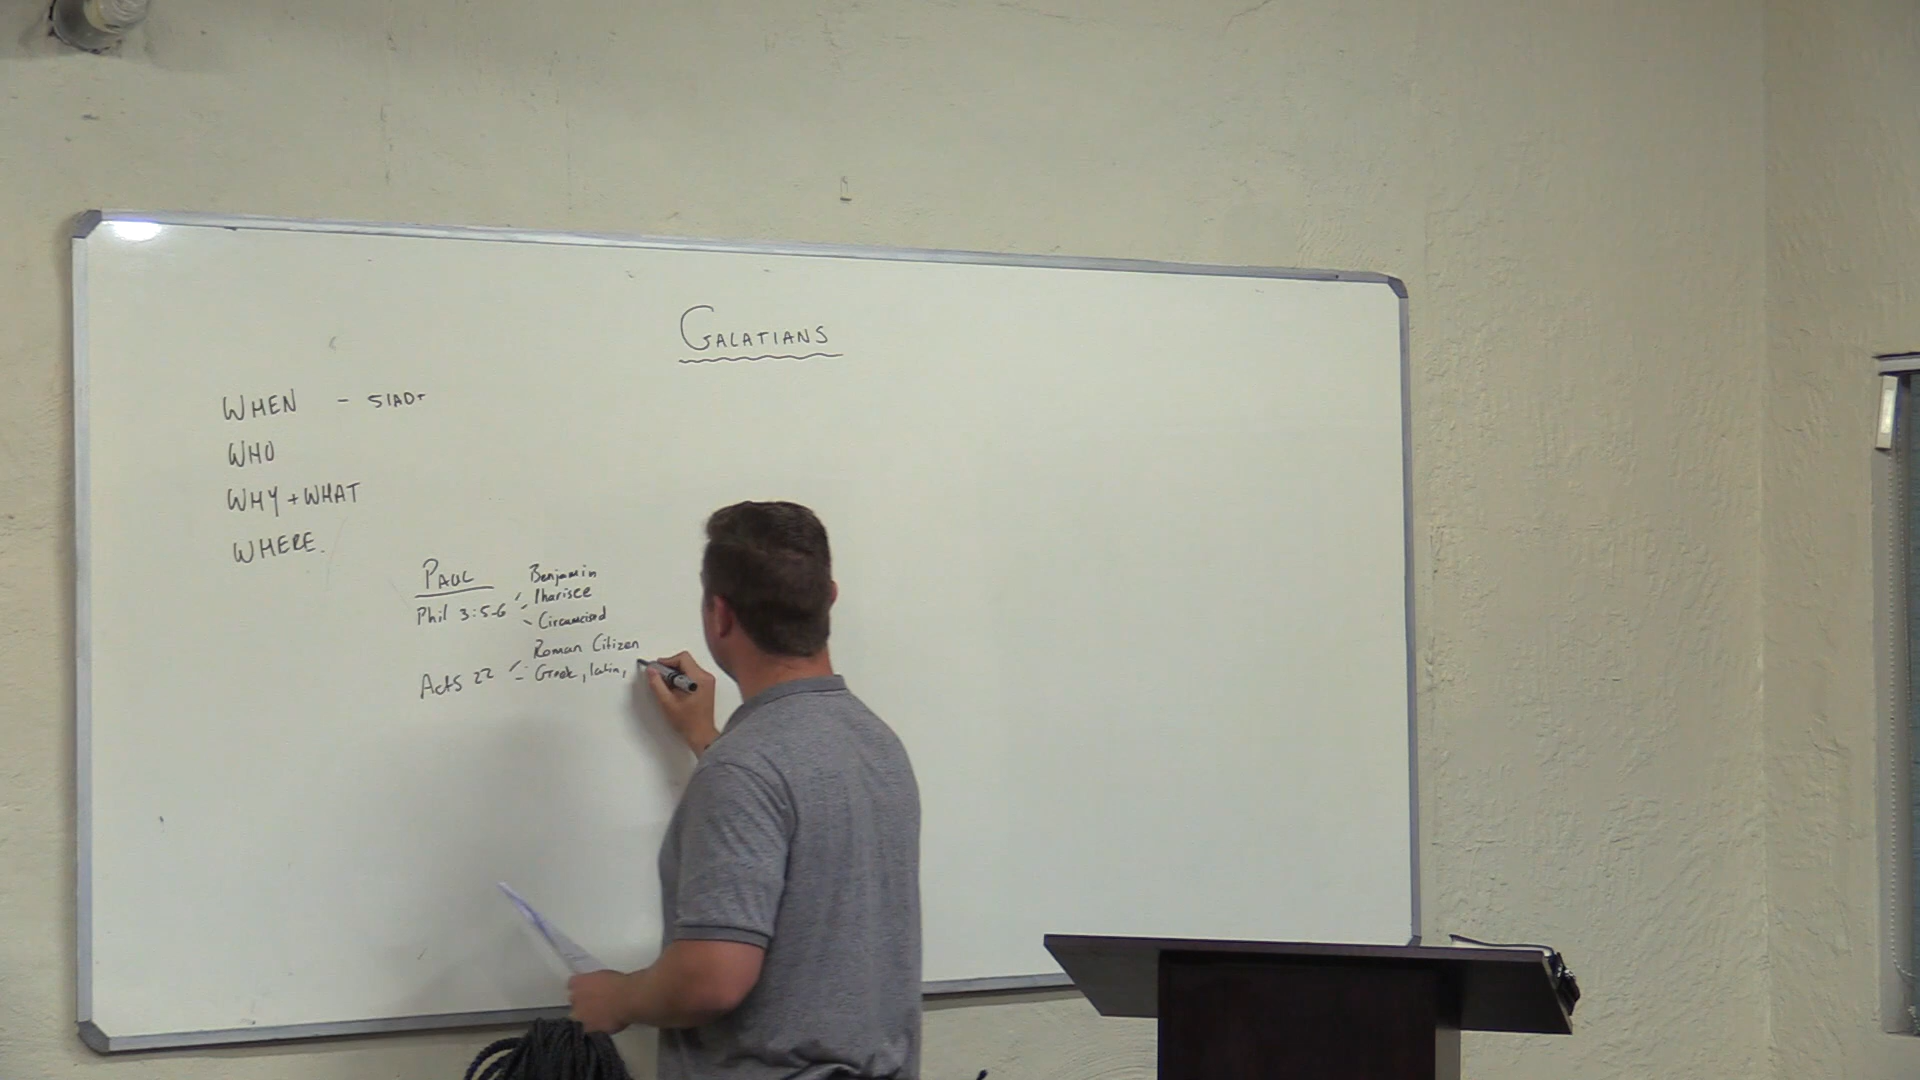 GALATIANS
WHEN - 51AD+
WHO
WHY + WHAT
WHERE.
PAUL
Benjamin
Pharisee
Phil 3:5-6
Circumcised
Roman Citizen
Acts 22 - Greek, latin,